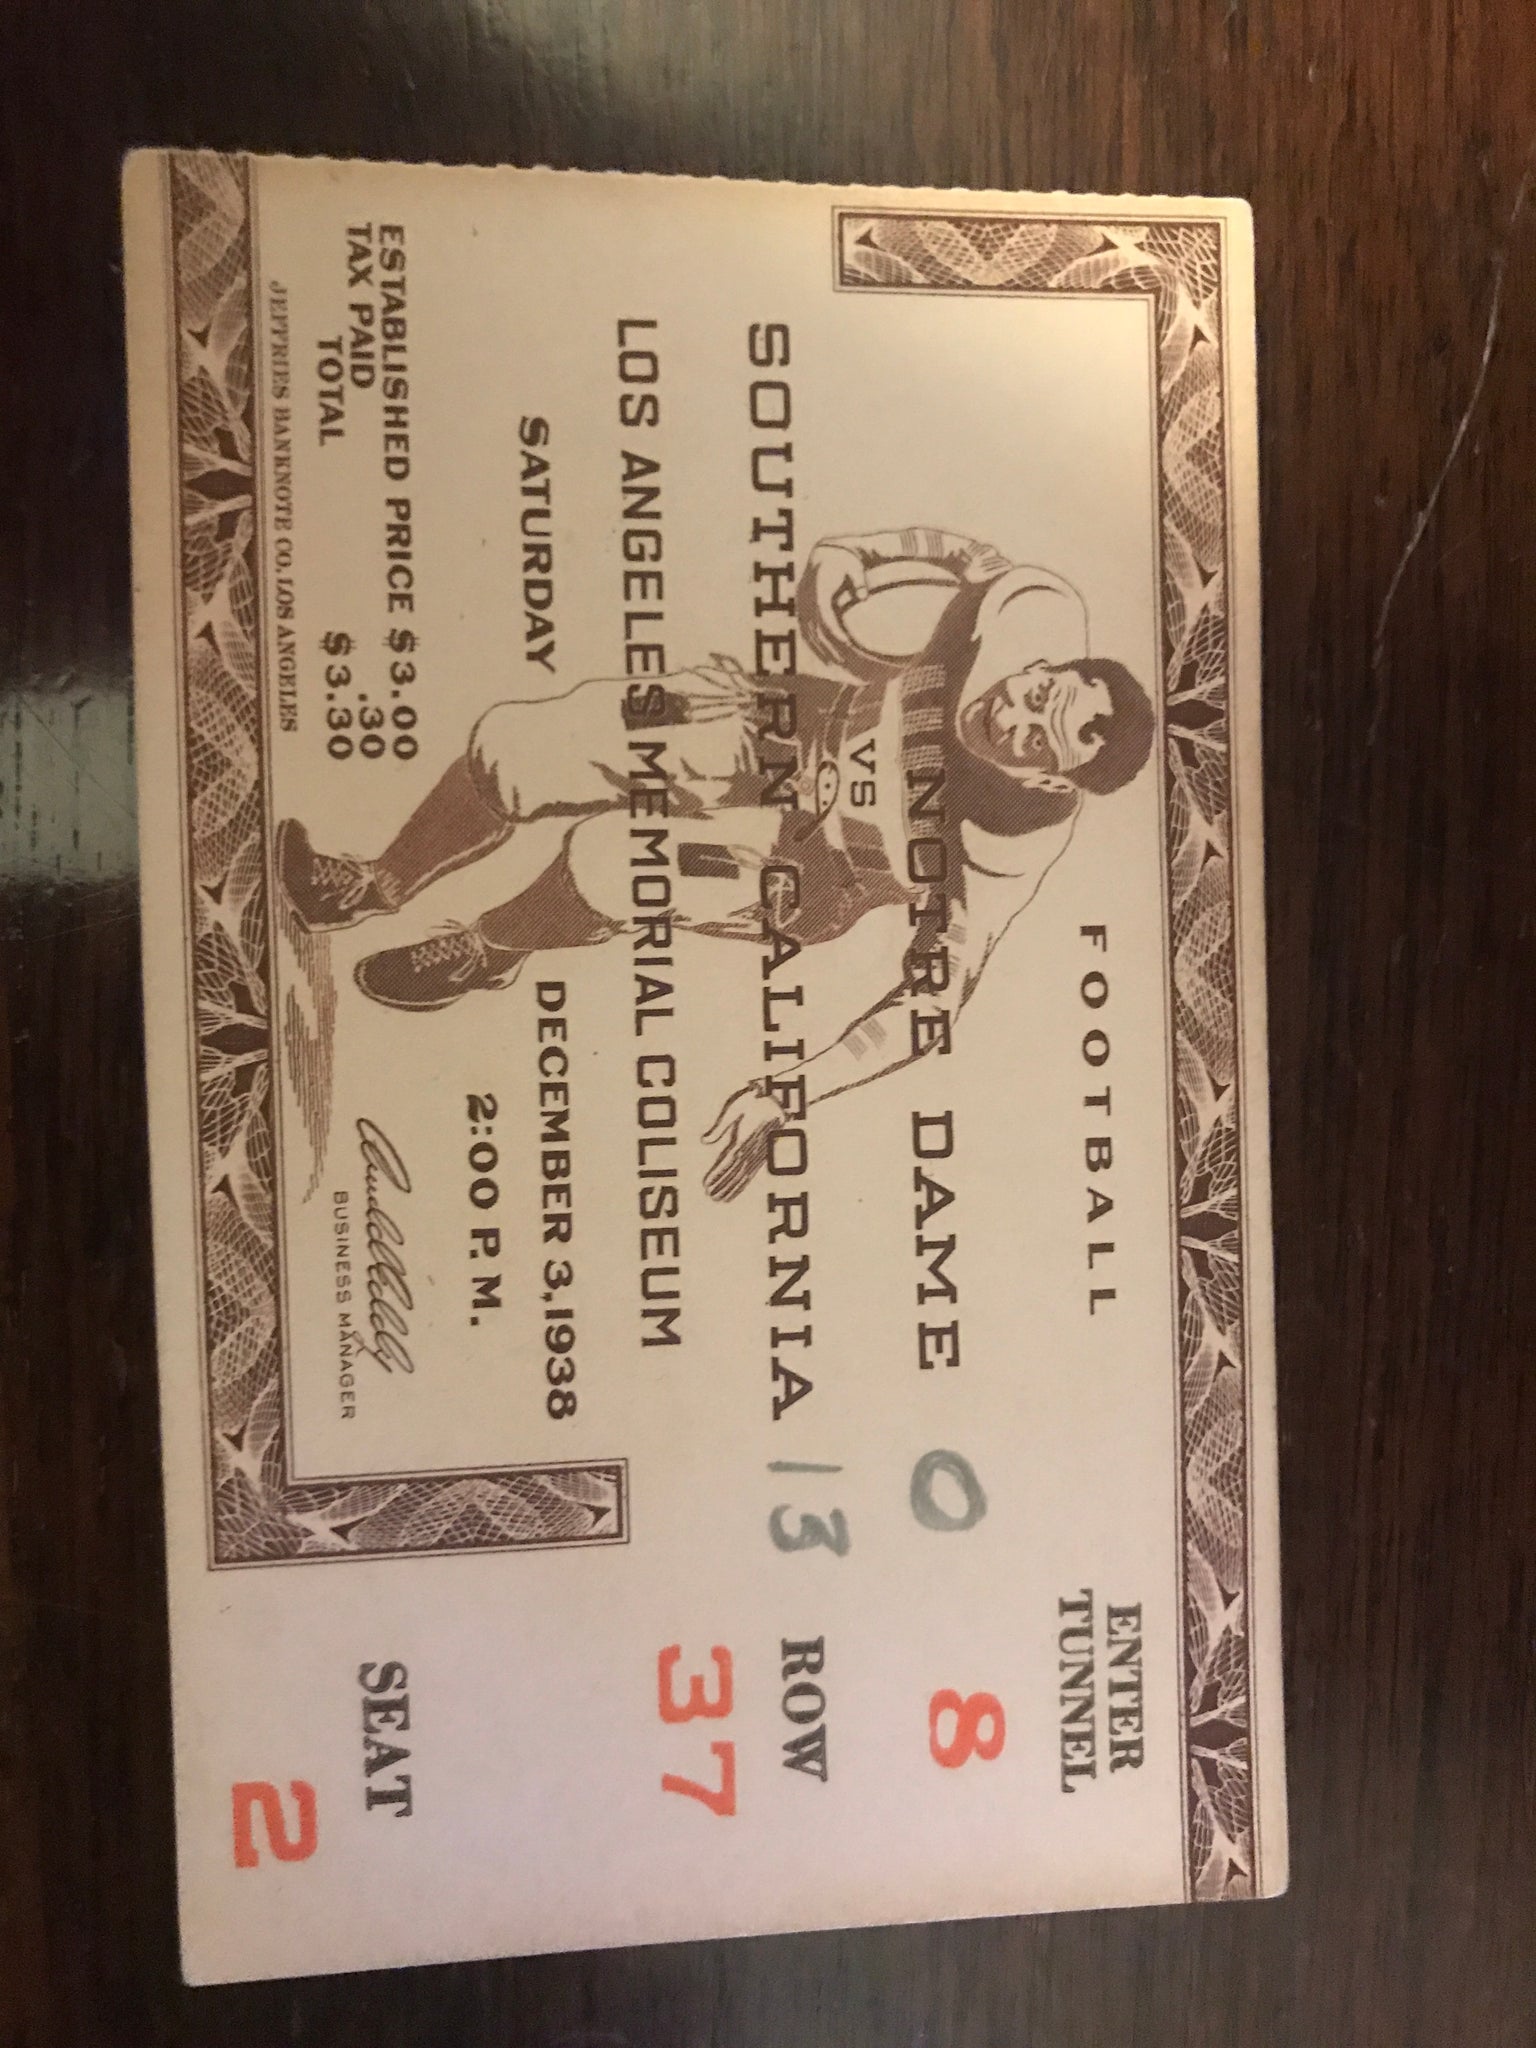 FOOTBALL
NOTRE DAME 0
VS
SOUTHERN CALIFORNIA 13
LOS ANGELES MEMORIAL COLISEUM
SATURDAY DECEMBER 3, 1938
2:00 P. M.
ESTABLISHED PRICE $3.00
TAX PAID .30
TOTAL $3.30
BUSINESS MANAGER
JEFFRIES BANKNOTE CO. LOS ANGELES
ENTER
TUNNEL
8
ROW
37
SEAT
2